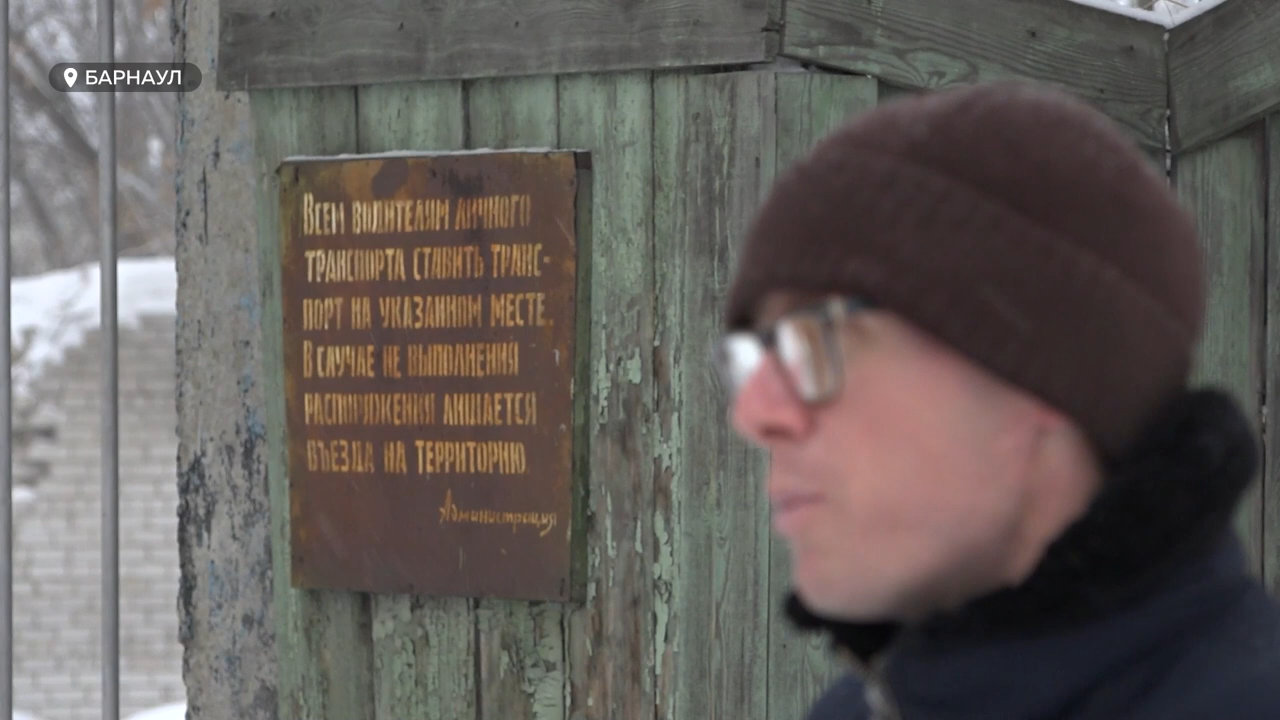 БАРНАУЛ
Всем водителям личного
транспорта ставить транс-
порт на указанном месте.
В случае не выполнения
распоряжения лишается
въезда на территорию
Администрация